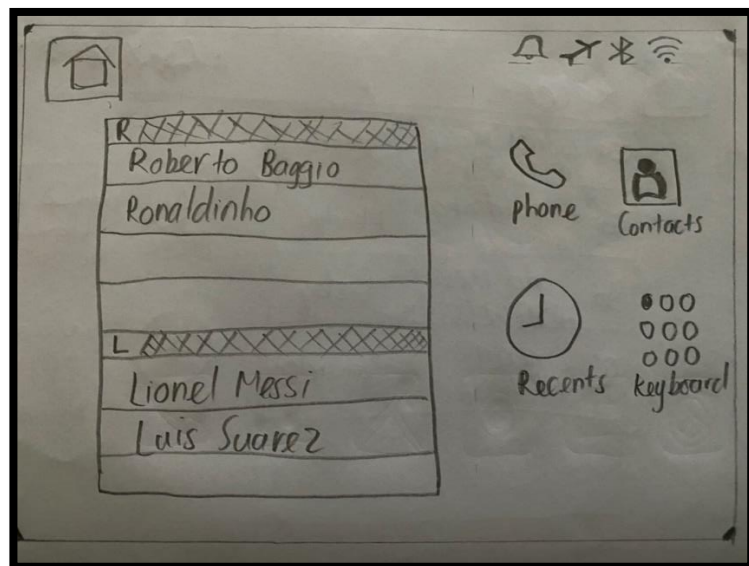 R
Roberto Baggio
Ronaldinho
L
Lionel Messi
Luis Suarez
phone
Contacts
Recents
keyboard